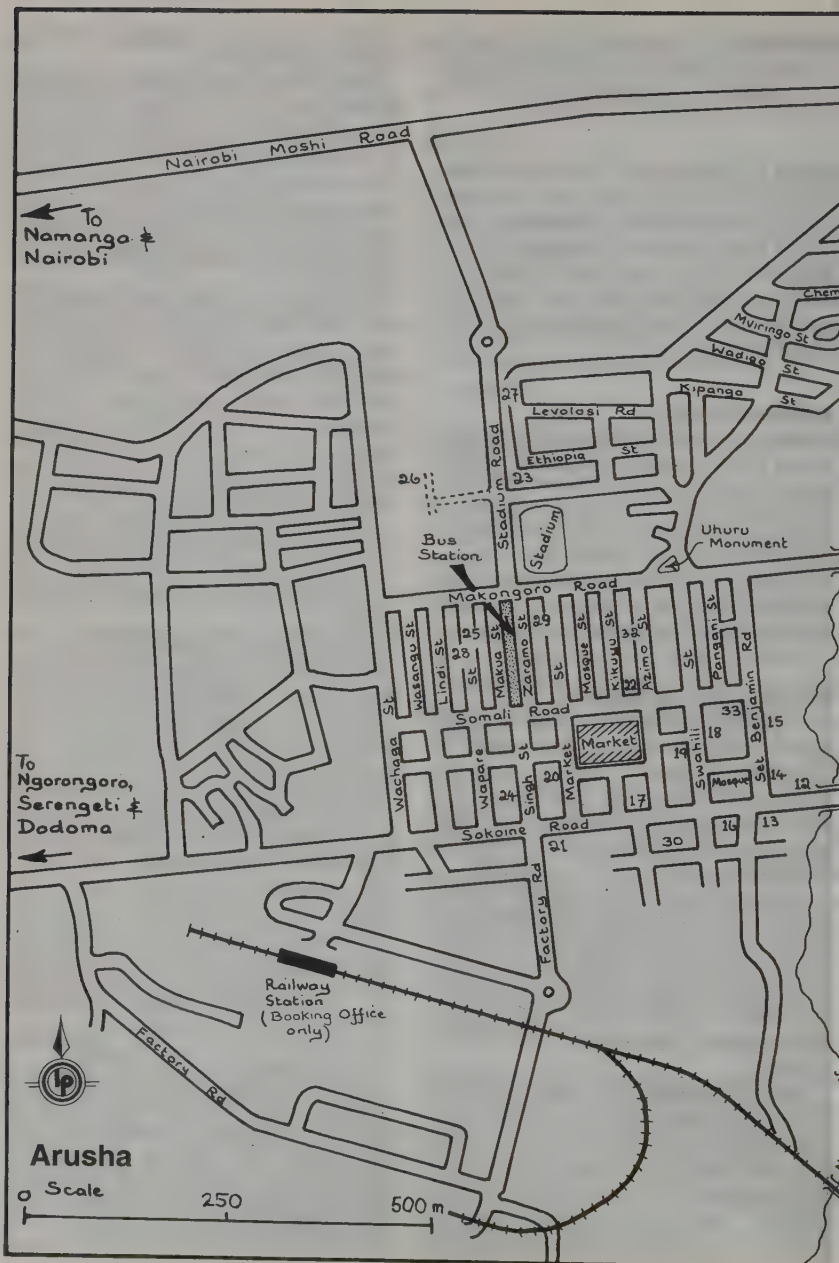 Nairobi Moshi Road
To
Namanga &
Nairobi
Chem
Mviringo St
Wadigo St
Kipanga St
27
Levolosi Rd
Ethiopia St
23
26
Stadium Road
Stadium
Bus
Station
Uhuru
Monument
Makongoro Road
Wachaga St
Wasangu St
Lindi St
28
25
Wapare St
Makua St
Zaramo St
29
Market St
Mosque St
Kikuyu St
32
Azimo St
Swahili St
Pangani St
Set Benjamin Rd
Somali Road
Singh St
Market
33
15
18
19
20
24
17
Mosque
14
12
To
Ngorongoro,
Serengeti &
Dodoma
Sokoine Road
21
30
16
13
Factory Rd
Railway
Station
(Booking Office
only)
Factory Rd
lp
Arusha
Scale
0 250 500 m